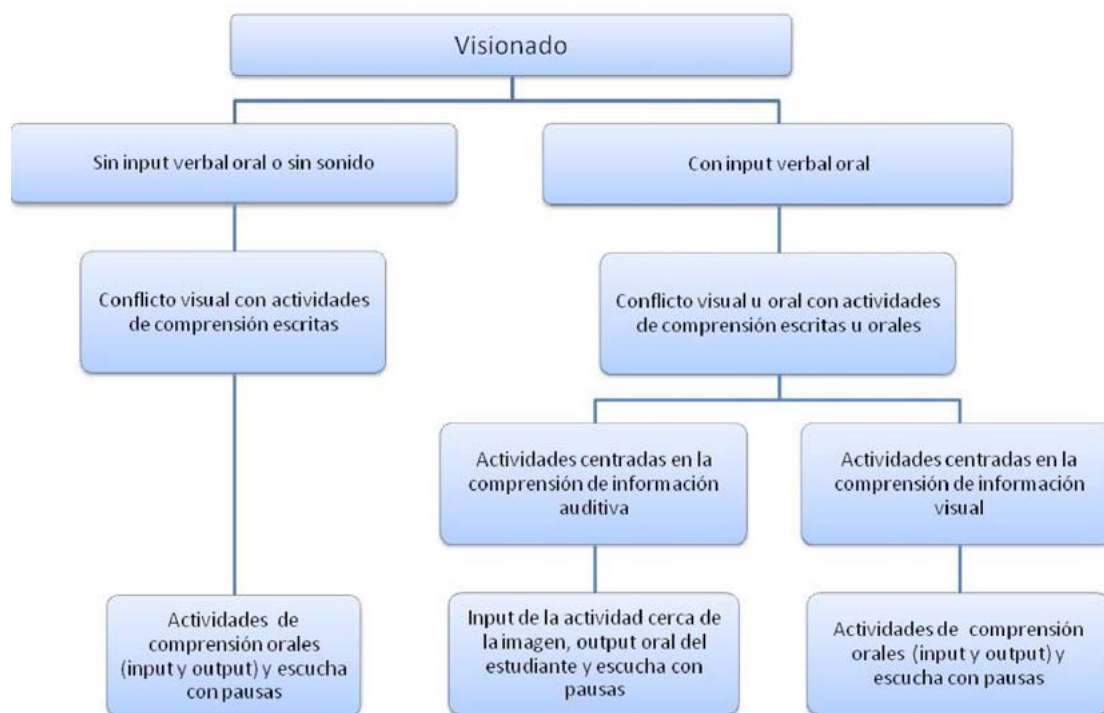 Visionado
Sin input verbal oral o sin sonido
Con input verbal oral
Conflicto visual con actividades
de comprensión escritas
Conflicto visual u oral con actividades
de comprensión escritas u orales
Actividades centradas en la
comprensión de información
auditiva
Actividades centradas en la
comprensión de información
visual
Actividades de
comprensión orales
(input y output) y escucha
con pausas
Input de la actividad cerca de
la imagen, output oral del
estudiante y escucha con
pausas
Actividades de comprensión
orales (input y output) y
escucha con pausas